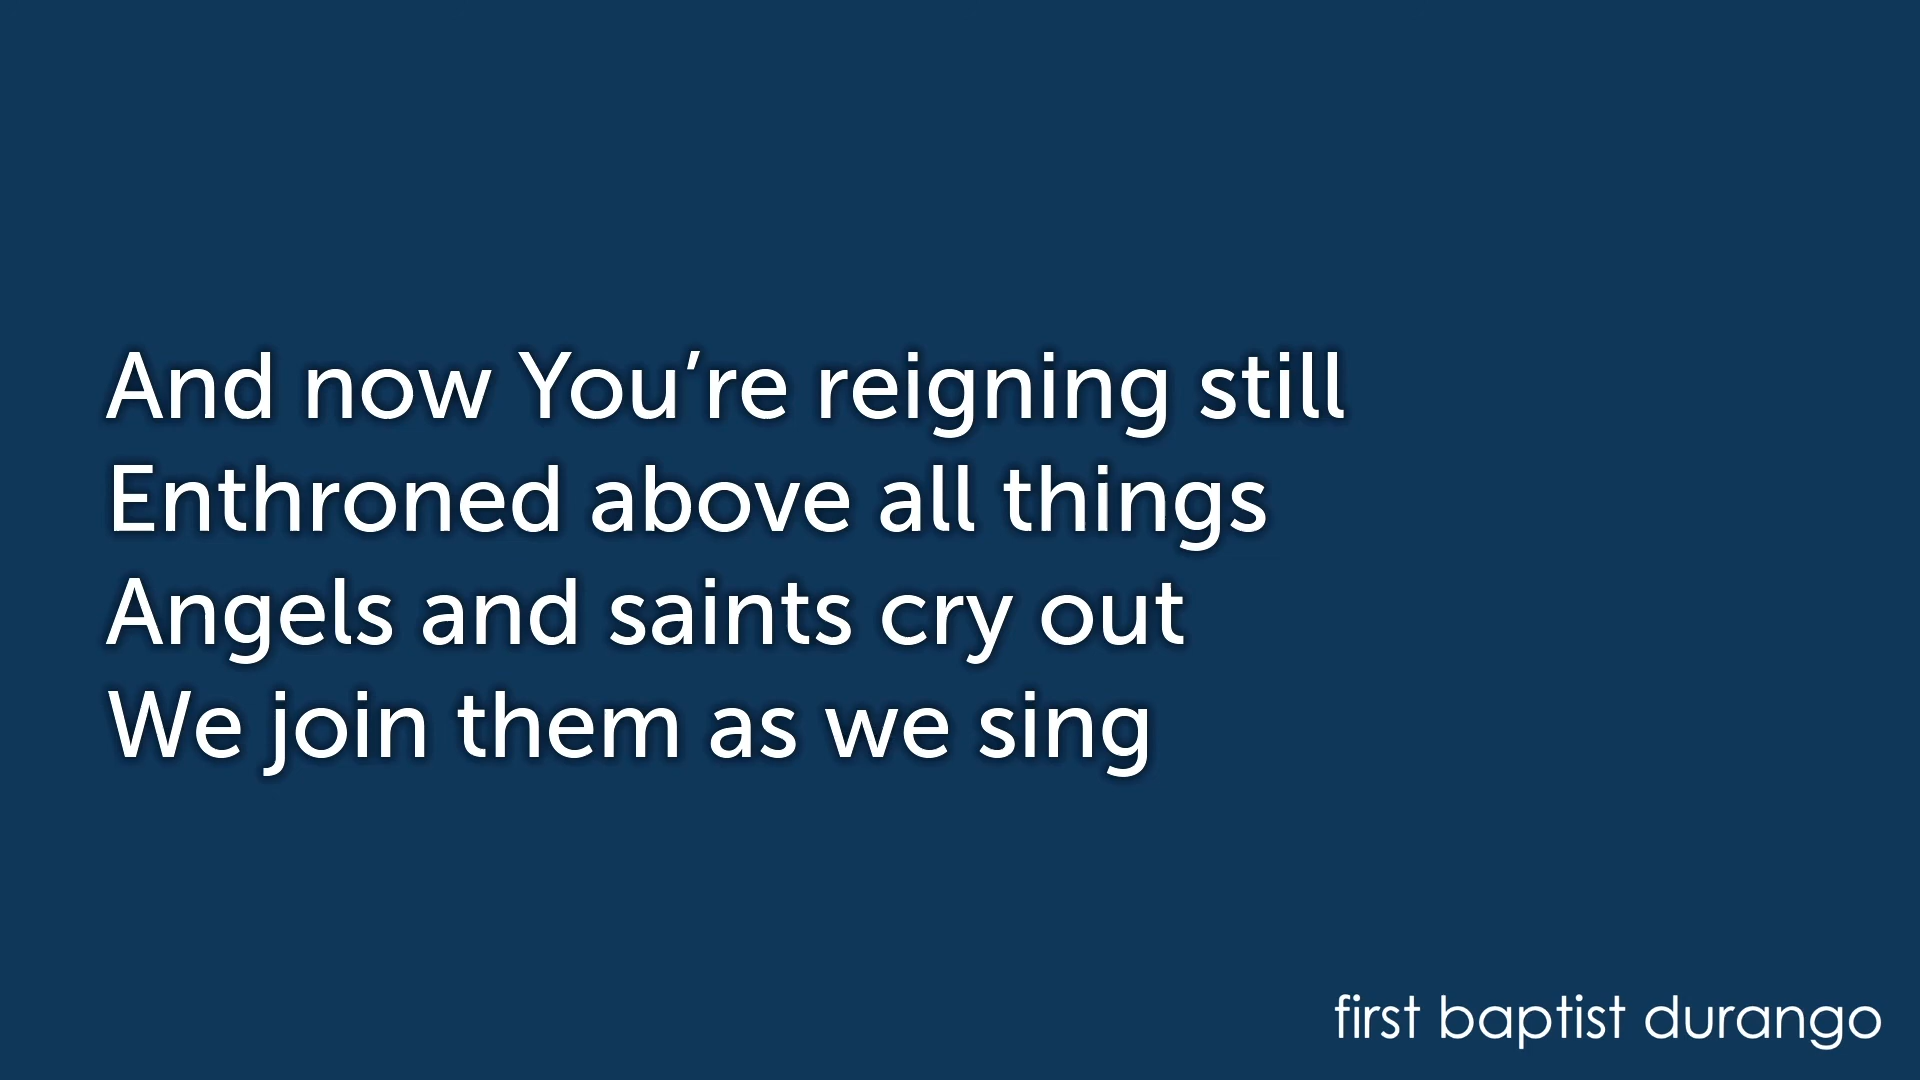 And now You’re reigning still
Enthroned above all things
Angels and saints cry out
We join them as we sing
first baptist durango